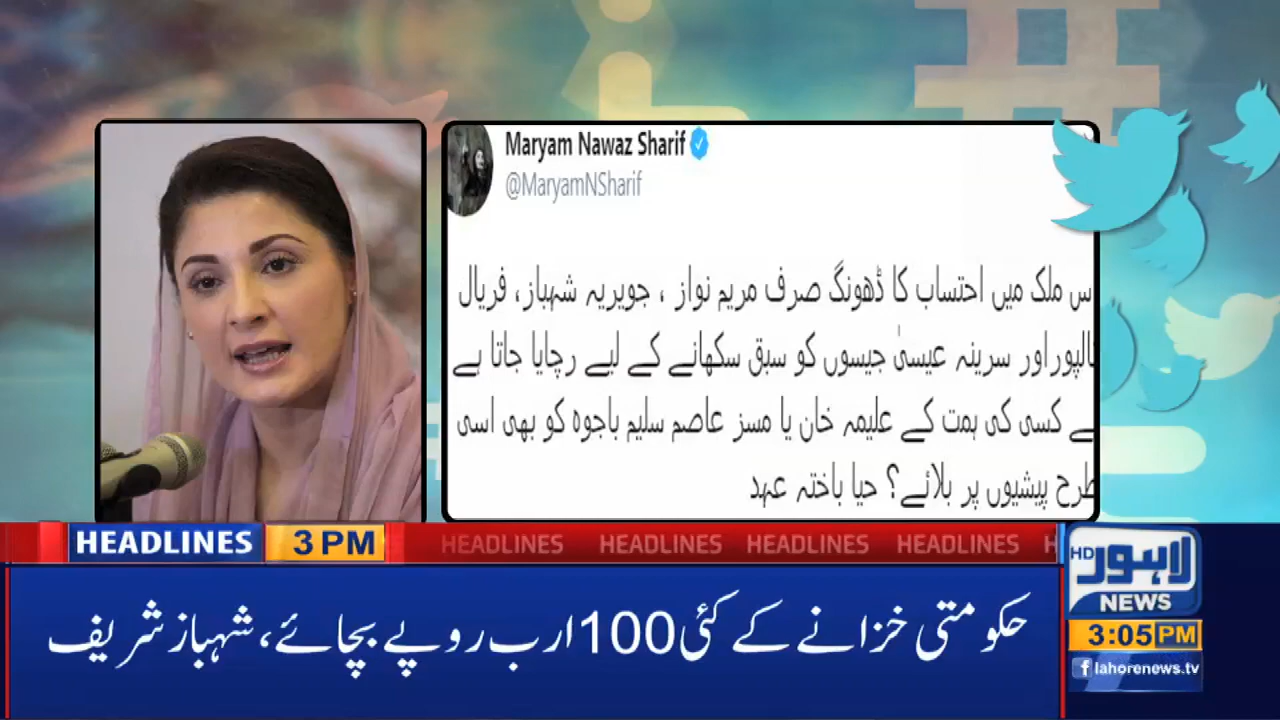 Maryam Nawaz Sharif
@MaryamNSharif
س ملک میں احتساب کا ڈھونگ صرف مریم نواز ، جویریہ شہباز، فریال
الپور اور سرینہ عیسیٰ جیسوں کو سبق سکھانے کے لیے رچایا جاتا ہے
کسی کی ہمت کے علیمہ خان یا مسز عاصم سلیم باجوہ کو بھی اسی
طرح پیشیوں پر بلائے؟ حیا باختہ عہد
HEADLINES 3 PM HEADLINES HEADLINES HEADLINES HEADLINES H
حکومتی خزانے کے کئی 100 ارب روپے بچائے، شہباز شریف
HD لاہور
NEWS
3:05 PM
f lahorenews.tv